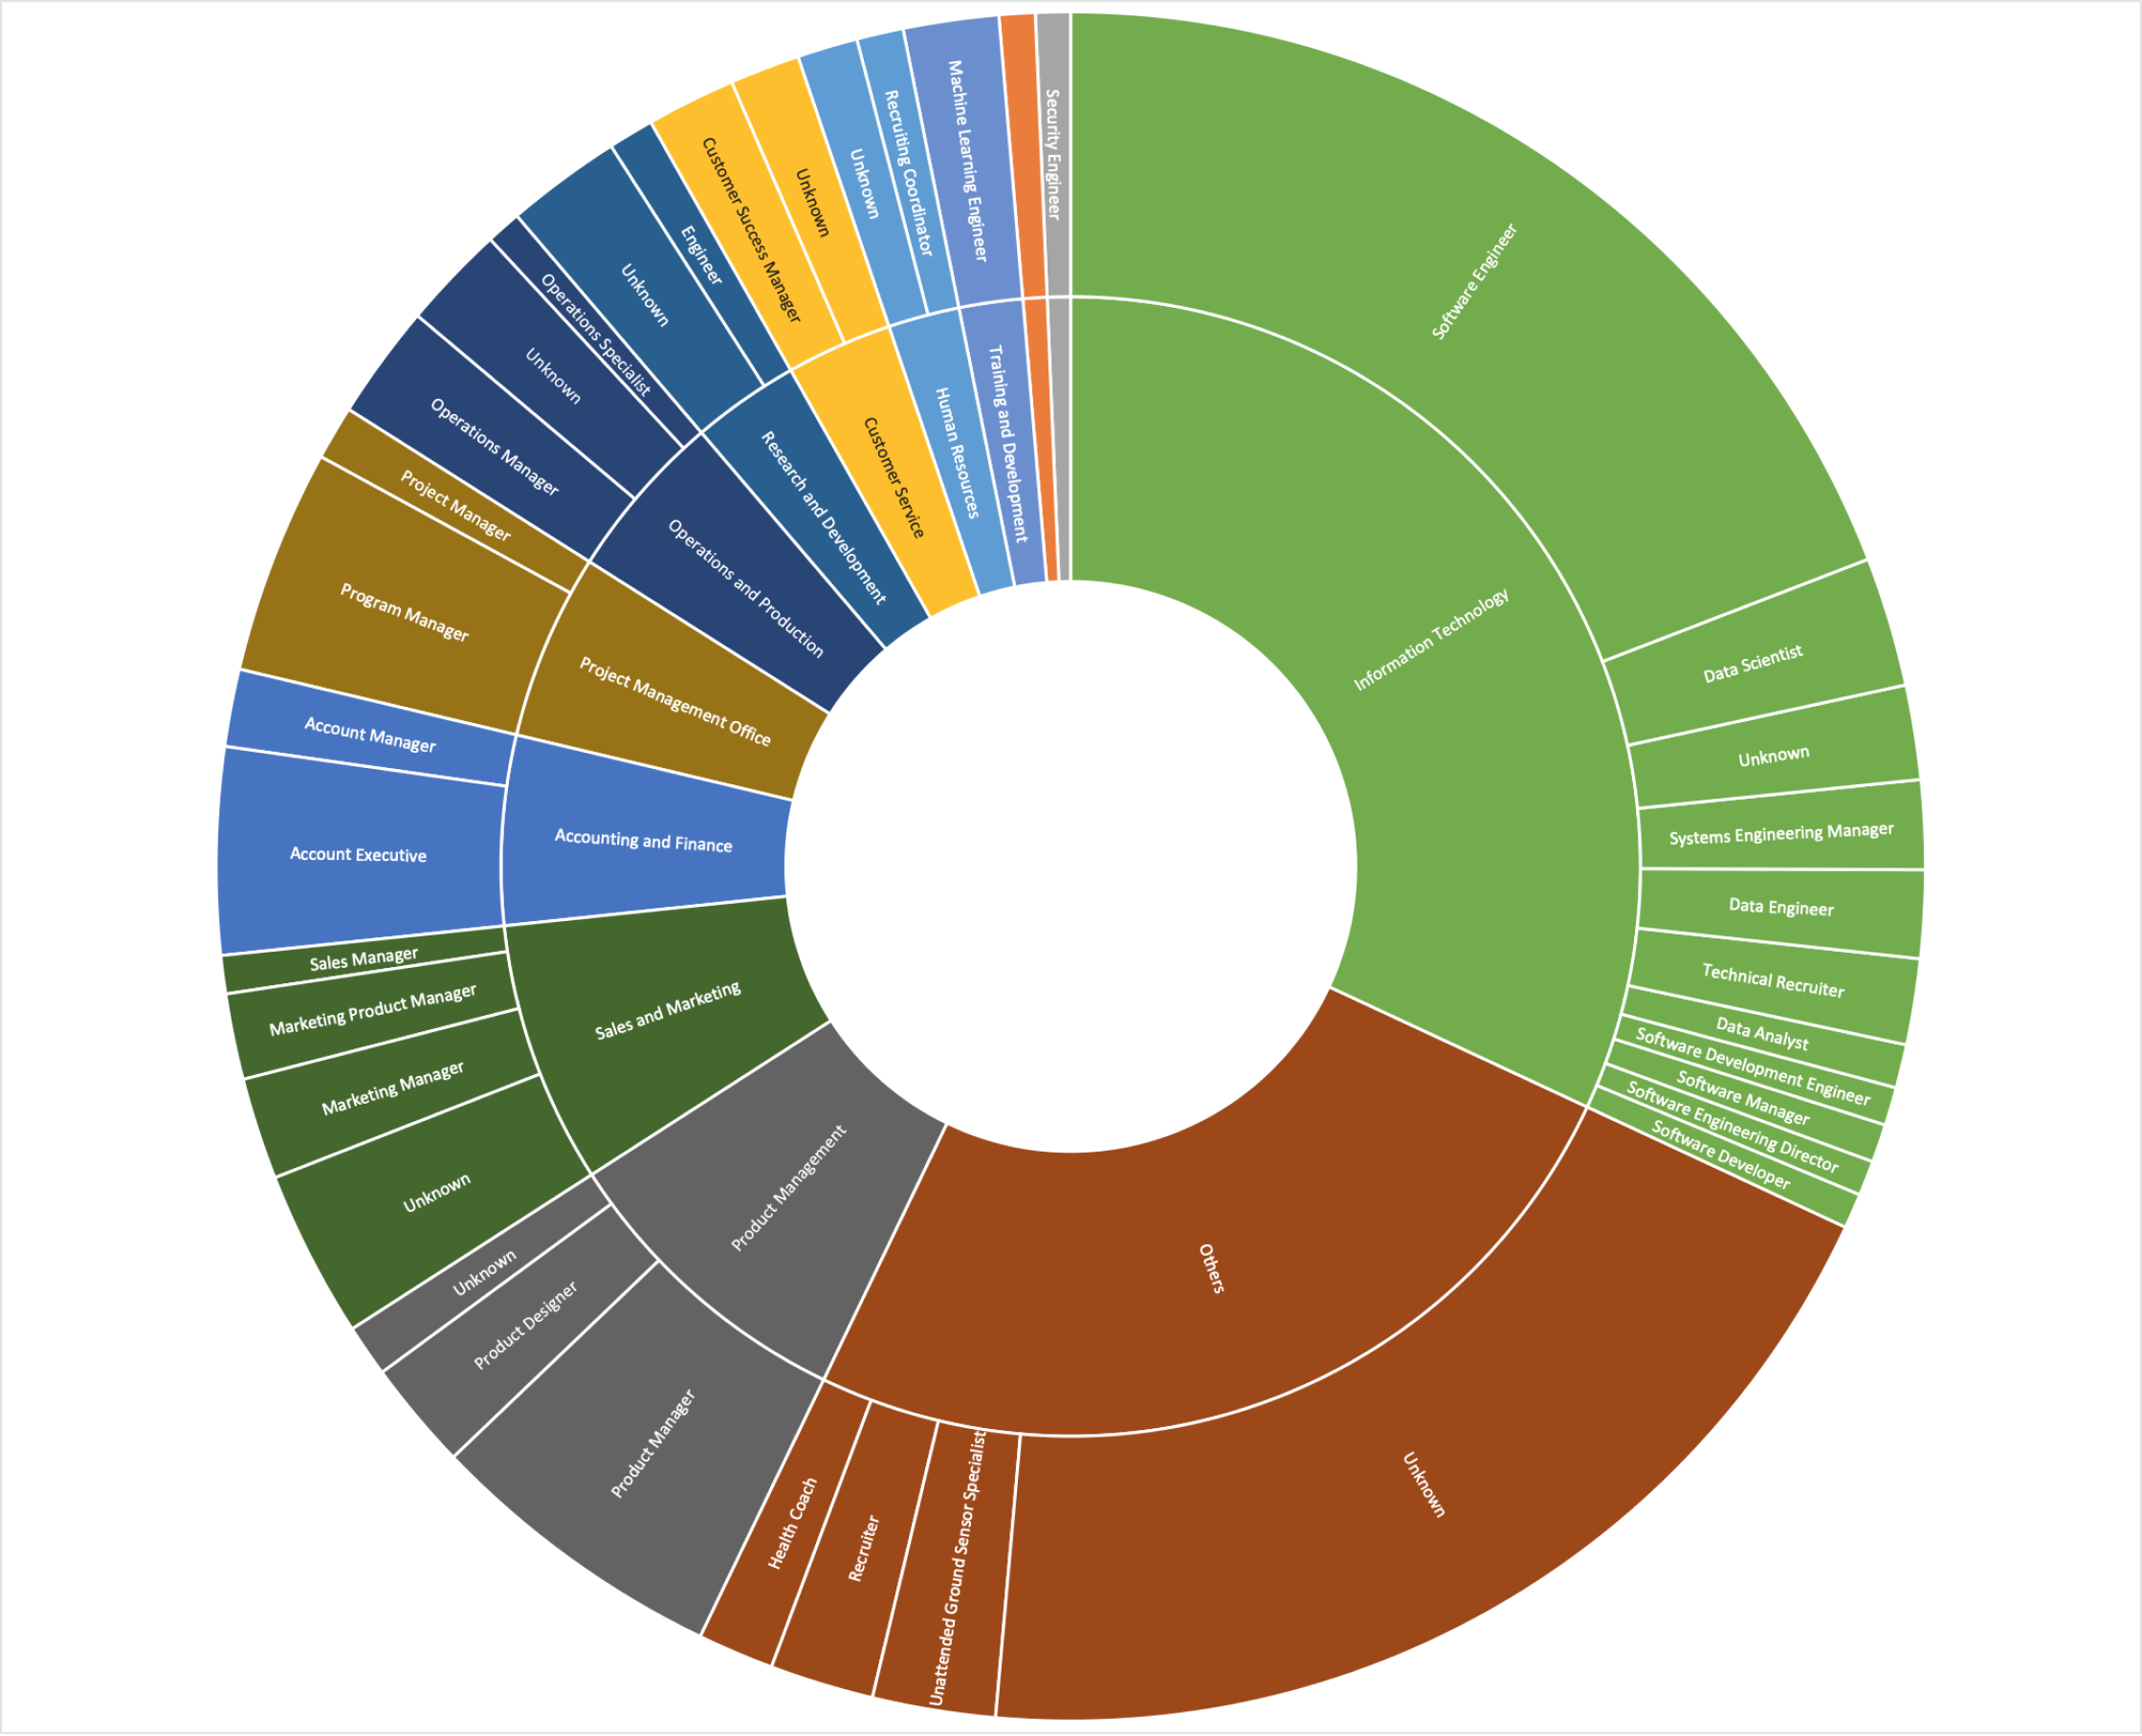 Information Technology
Software Engineer
Data Scientist
Unknown
Systems Engineering Manager
Data Engineer
Technical Recruiter
Data Analyst
Software Development Engineer
Software Manager
Software Engineering Director
Software Developer
Others
Unknown
Unattended Ground Sensor Specialist
Recruiter
Health Coach
Product Management
Product Manager
Product Designer
Unknown
Sales and Marketing
Unknown
Marketing Manager
Marketing Product Manager
Sales Manager
Accounting and Finance
Account Executive
Account Manager
Project Management Office
Program Manager
Project Manager
Operations and Production
Operations Manager
Unknown
Operations Specialist
Research and Development
Unknown
Engineer
Customer Service
Customer Success Manager
Unknown
Human Resources
Unknown
Recruiting Coordinator
Training and Development
Machine Learning Engineer
Security Engineer